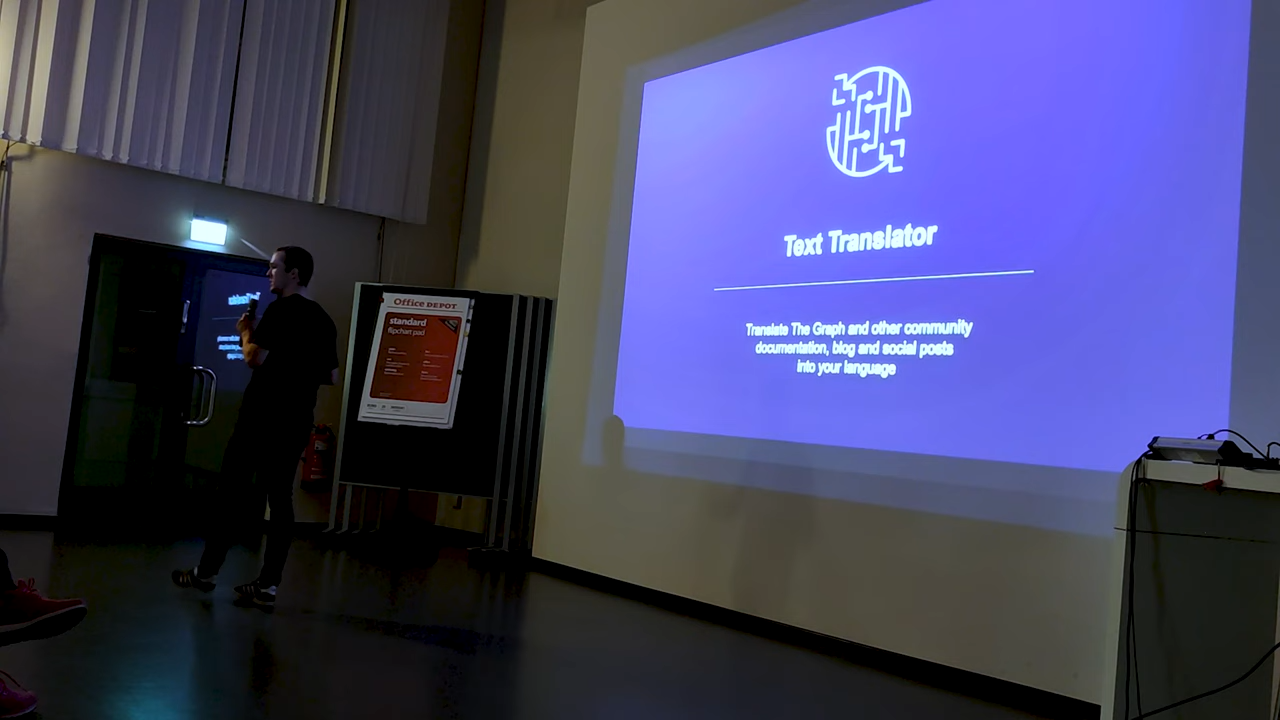 Text Translator
Translate The Graph and other community
documentation, blog and social posts
into your language
Office DEPOT
standard
flipchart pad